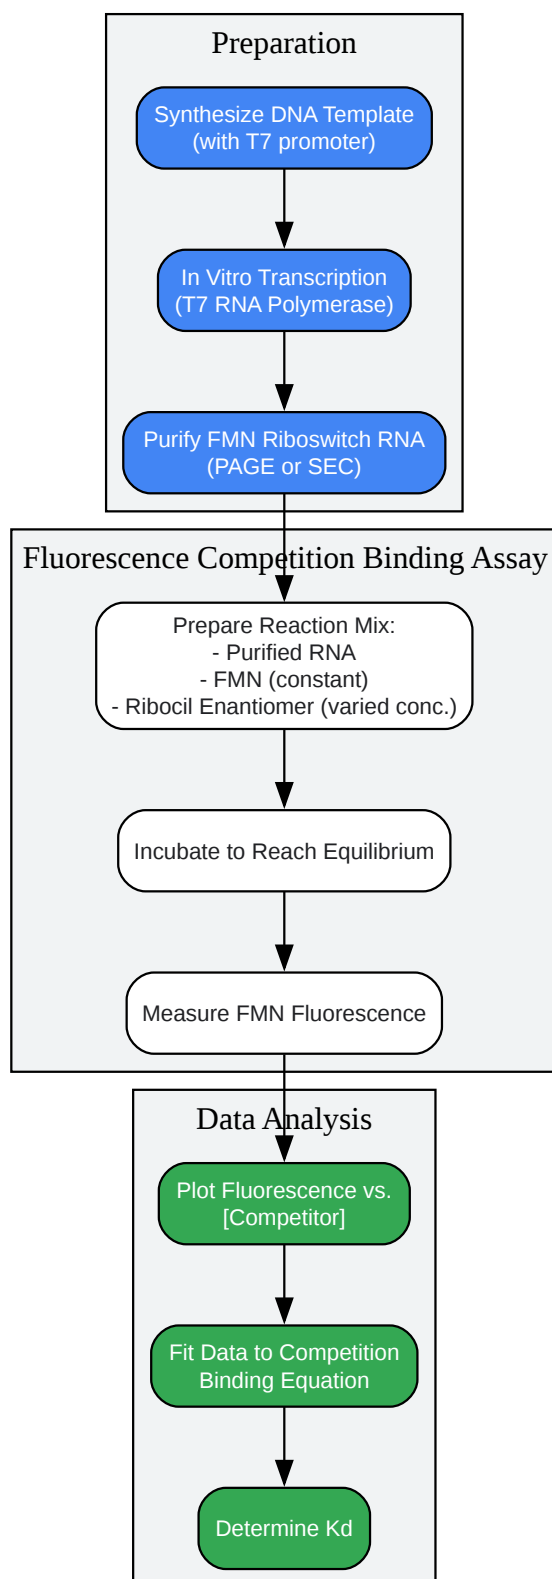 Preparation
Synthesize DNA Template
(with T7 promoter)
In Vitro Transcription
(T7 RNA Polymerase)
Purify FMN Riboswitch RNA
(PAGE or SEC)
Fluorescence Competition Binding Assay
Prepare Reaction Mix:
- Purified RNA
- FMN (constant)
- Ribocil Enantiomer (varied conc.)
Incubate to Reach Equilibrium
Measure FMN Fluorescence
Data Analysis
Plot Fluorescence vs.
[Competitor]
Fit Data to Competition
Binding Equation
Determine Kd